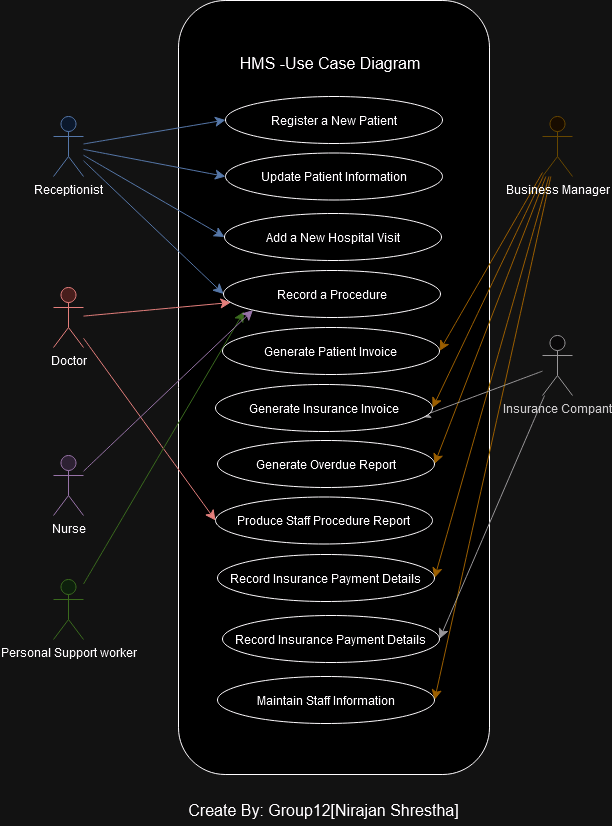 HMS -Use Case Diagram
Register a New Patient
Receptionist
Business Manager
Update Patient Information
Add a New Hospital Visit
Record a Procedure
Doctor
Generate Patient Invoice
Insurance Compant
Generate Insurance Invoice
Generate Overdue Report
Nurse
Produce Staff Procedure Report
Record Insurance Payment Details
Personal Support worker
Record Insurance Payment Details
Maintain Staff Information
Create By: Group12[Nirajan Shrestha]